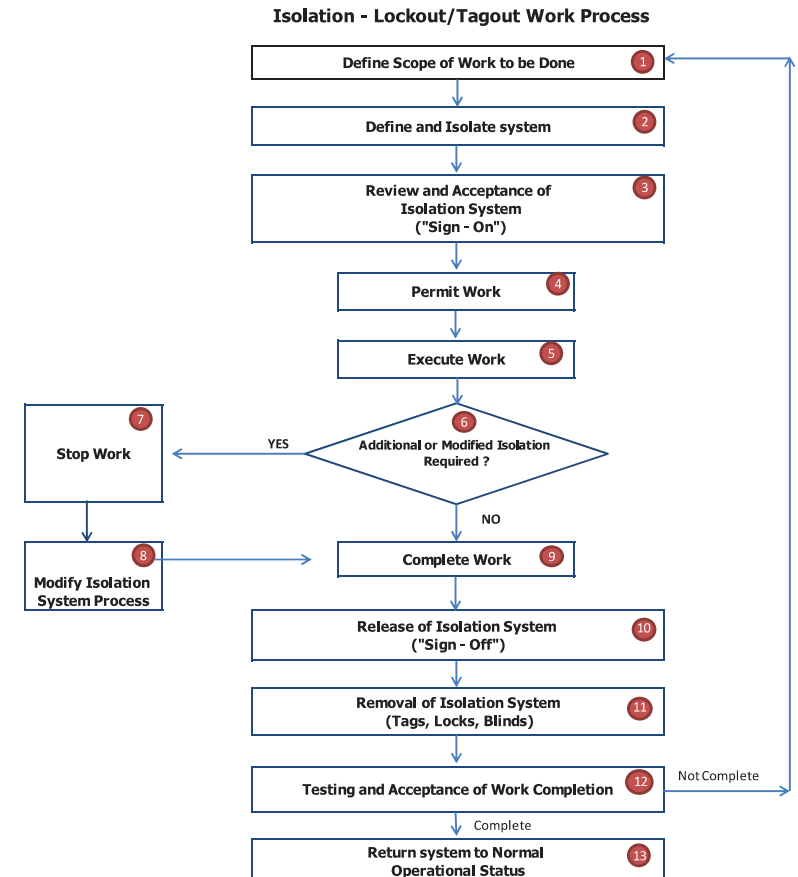 Isolation - Lockout/Tagout Work Process
Define Scope of Work to be Done
1
Define and Isolate system
2
Review and Acceptance of
Isolation System
("Sign - On")
3
Permit Work
4
Execute Work
5
6
Additional or Modified Isolation
Required ?
YES
7
Stop Work
NO
8
Modify Isolation
System Process
Complete Work
9
Release of Isolation System
("Sign - Off")
10
Removal of Isolation System
(Tags, Locks, Blinds)
11
Testing and Acceptance of Work Completion
12
Not Complete
Complete
Return system to Normal
Operational Status
13